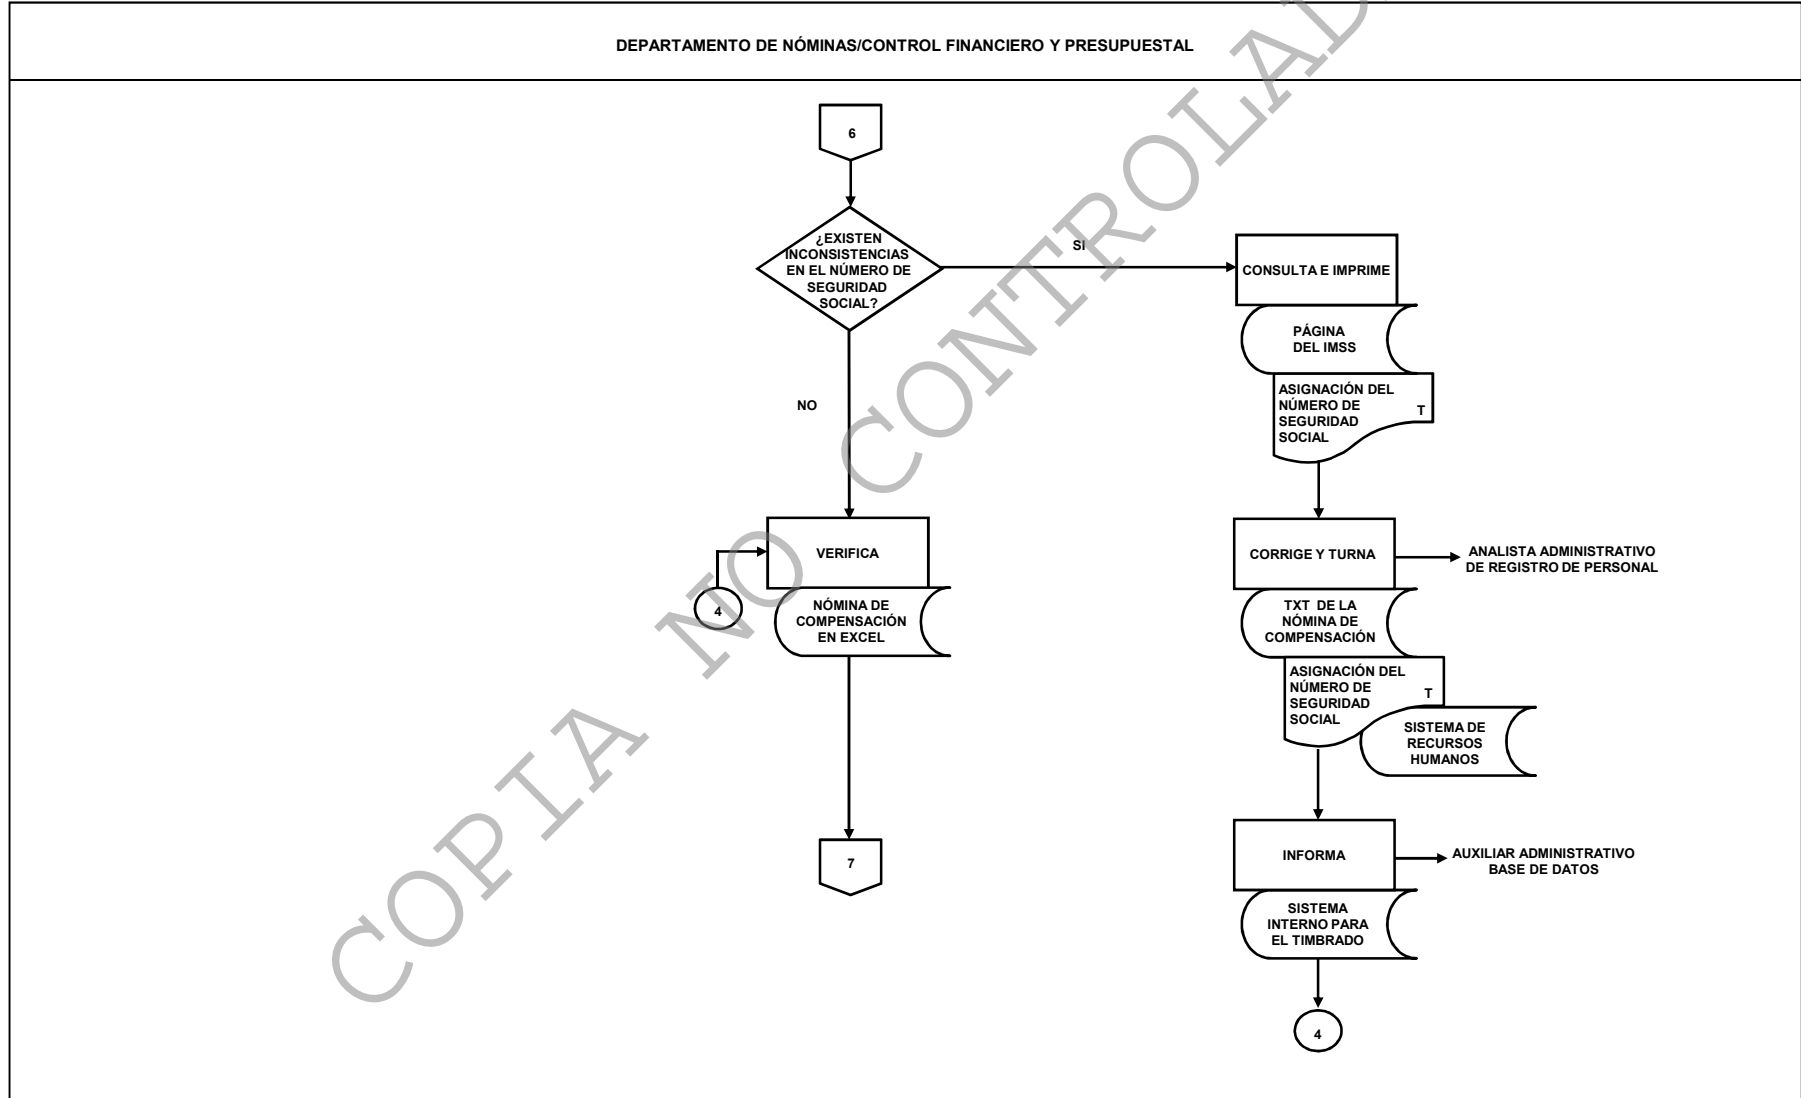 DEPARTAMENTO DE NÓMINAS/CONTROL FINANCIERO Y PRESUPUESTAL
6
¿EXISTEN
INCONSISTENCIAS
EN EL NÚMERO DE
SEGURIDAD
SOCIAL?
SI
CONSULTA E IMPRIME
PÁGINA
DEL IMSS
ASIGNACIÓN DEL
NÚMERO DE
SEGURIDAD
SOCIAL
T
NO
VERIFICA
4
NÓMINA DE
COMPENSACIÓN
EN EXCEL
7
CORRIGE Y TURNA
ANALISTA ADMINISTRATIVO
DE REGISTRO DE PERSONAL
TXT DE LA
NÓMINA DE
COMPENSACIÓN
ASIGNACIÓN DEL
NÚMERO DE
SEGURIDAD
SOCIAL
T
SISTEMA DE
RECURSOS
HUMANOS
INFORMA
AUXILIAR ADMINISTRATIVO
BASE DE DATOS
SISTEMA
INTERNO PARA
EL TIMBRADO
4
COPIA NO CONTROLAD